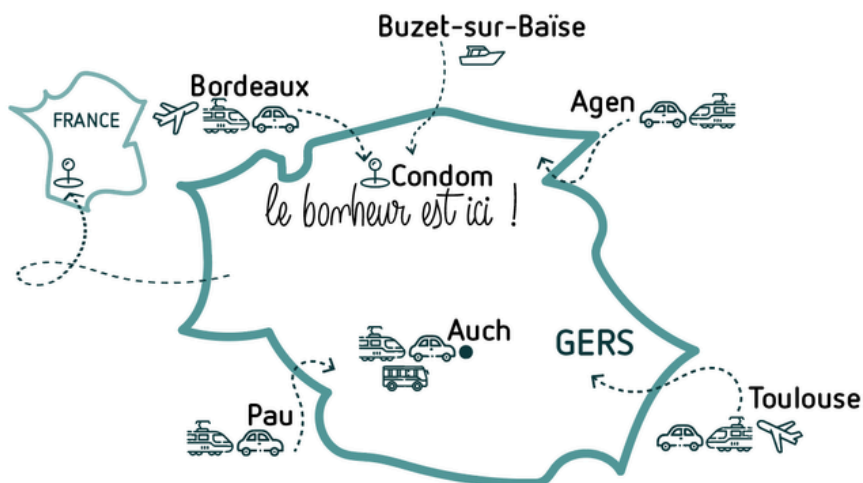 Buzet-sur-Baïse
Bordeaux
Agen
FRANCE
Condom
le bonheur est ici !
Auch
GERS
Pau
Toulouse